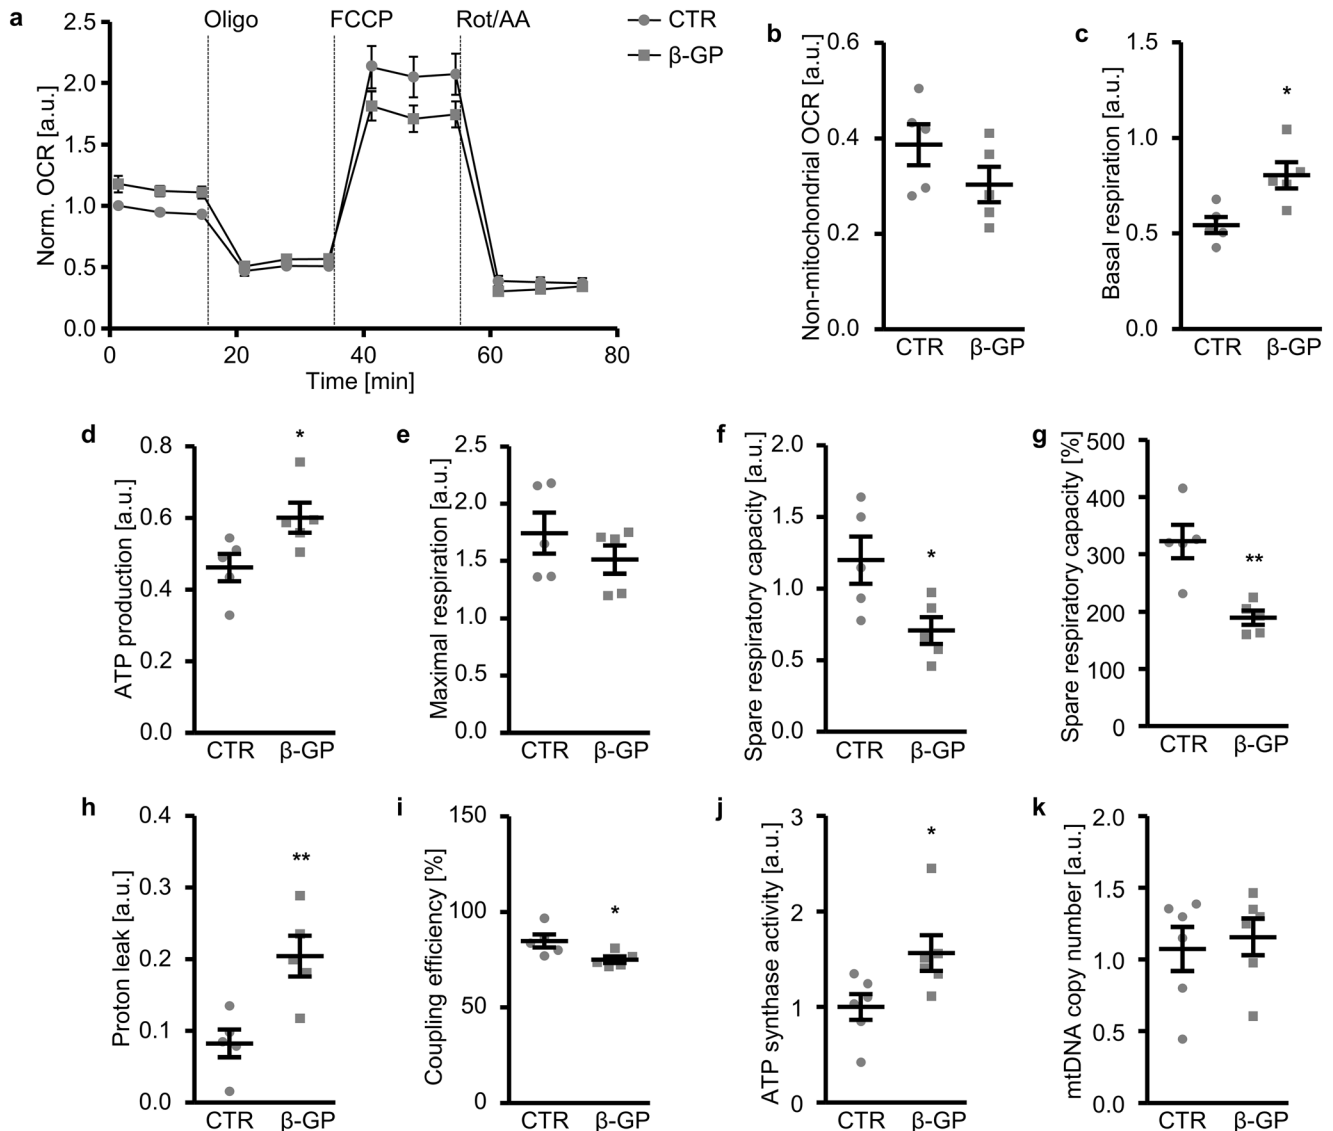 a
Oligo
FCCP
Rot/AA
CTR
β-GP
Norm. OCR [a.u.]
2.5
2.0
1.5
1.0
0.5
0.0
0
20
40
60
80
Time [min]
b
Non-mitochondrial OCR [a.u.]
0.6
0.4
0.2
0.0
CTR
β-GP
c
Basal respiration [a.u.]
1.5
1.0
0.5
0.0
*
CTR
β-GP
d
ATP production [a.u.]
0.8
0.6
0.4
0.2
0.0
*
CTR
β-GP
e
Maximal respiration [a.u.]
2.5
2.0
1.5
1.0
0.5
0.0
CTR
β-GP
f
Spare respiratory capacity [a.u.]
2.0
1.5
1.0
0.5
0.0
*
CTR
β-GP
g
Spare respiratory capacity [%]
500
400
300
200
100
0
**
CTR
β-GP
h
Proton leak [a.u.]
0.4
0.3
0.2
0.1
0.0
**
CTR
β-GP
i
Coupling efficiency [%]
150
100
50
0
*
CTR
β-GP
j
ATP synthase activity [a.u.]
3
2
1
0
*
CTR
β-GP
k
mtDNA copy number [a.u.]
2.0
1.5
1.0
0.5
0.0
CTR
β-GP